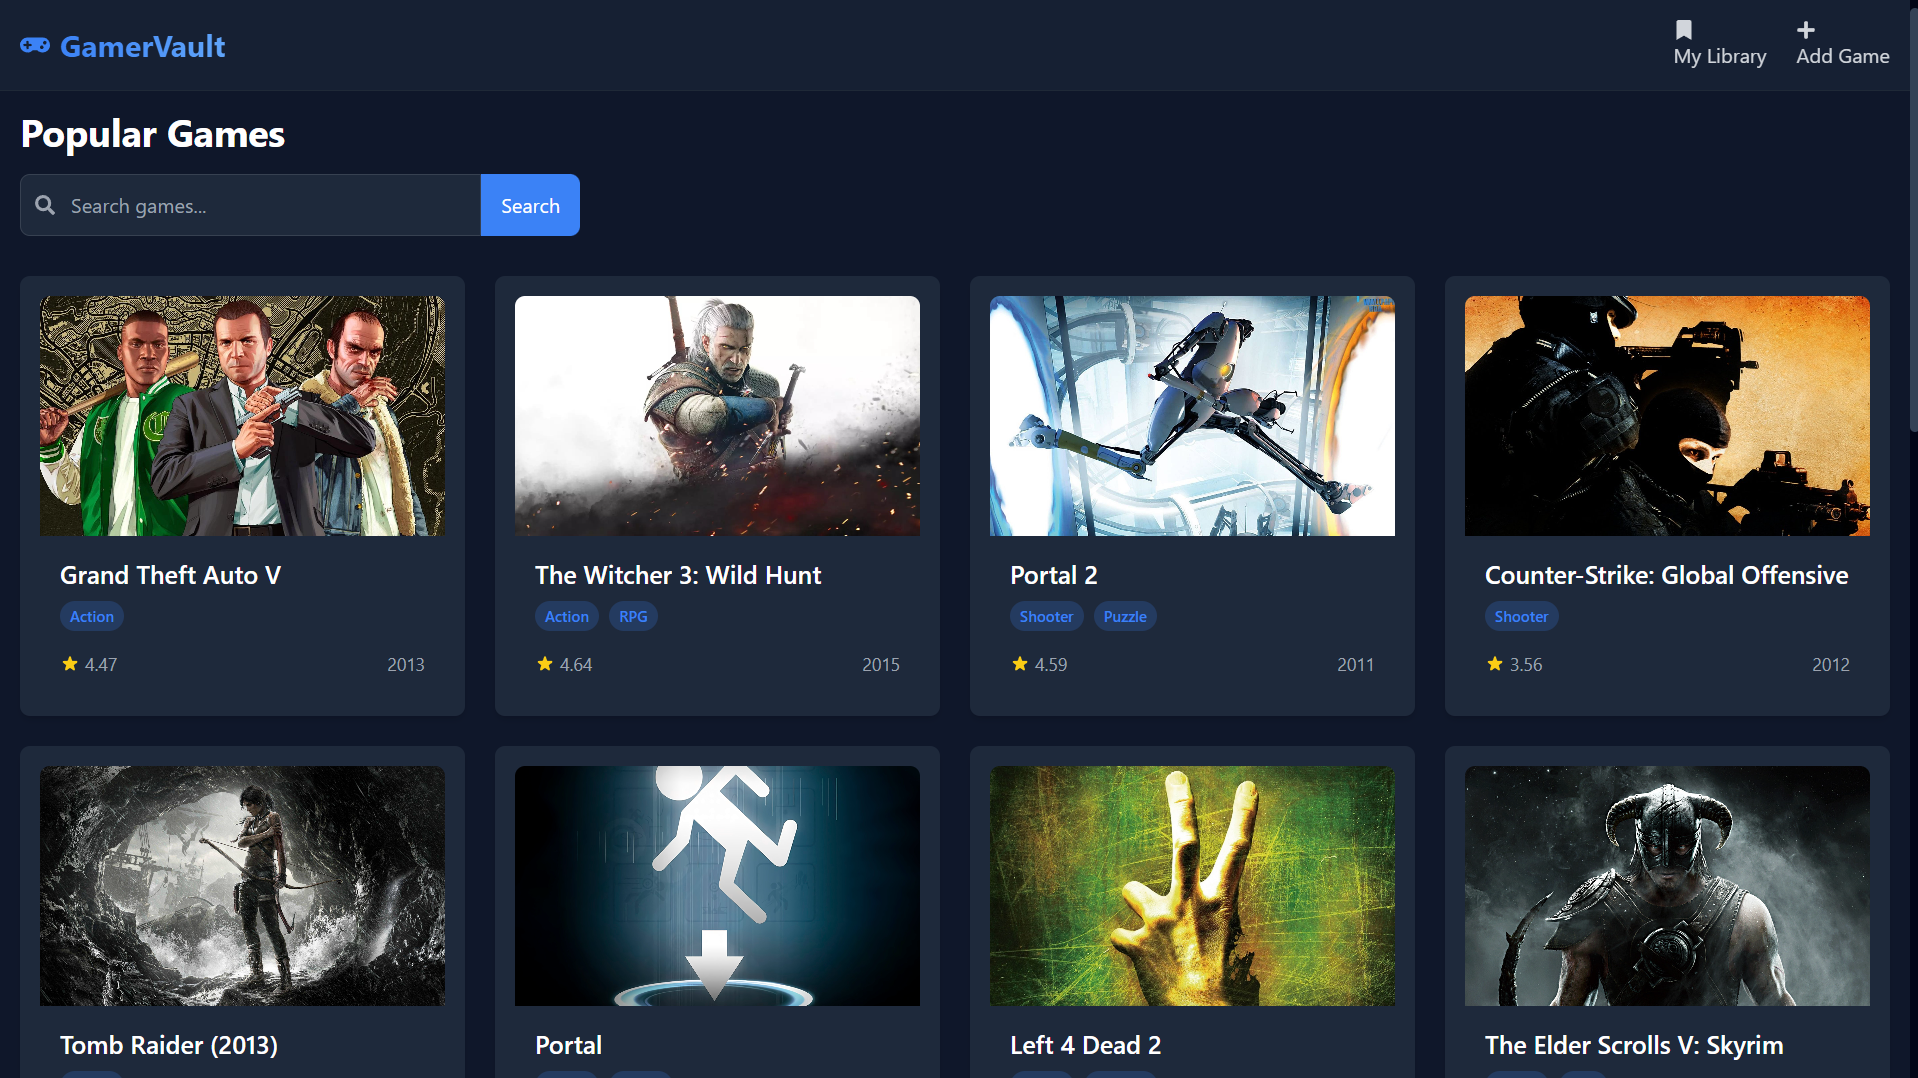 GamerVault
My Library
Add Game
Popular Games
Search games...
Search
Grand Theft Auto V
Action
4.47
2013
The Witcher 3: Wild Hunt
Action
RPG
4.64
2015
Portal 2
Shooter
Puzzle
4.59
2011
Counter-Strike: Global Offensive
Shooter
3.56
2012
Tomb Raider (2013)
Portal
Left 4 Dead 2
The Elder Scrolls V: Skyrim